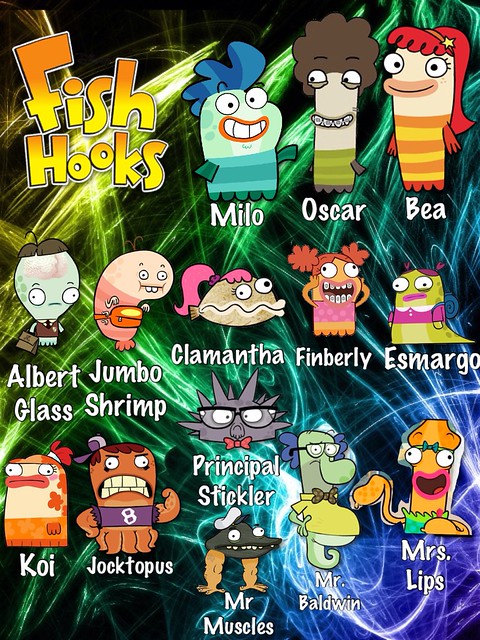 Fish
Hooks
Milo
Oscar
Bea
Albert
Glass
Jumbo
Shrimp
Clamantha
Finberly
Esmargo
Koi
Jocktopus
8
Principal
Stickler
Mr
Muscles
Mr.
Baldwin
Mrs.
Lips